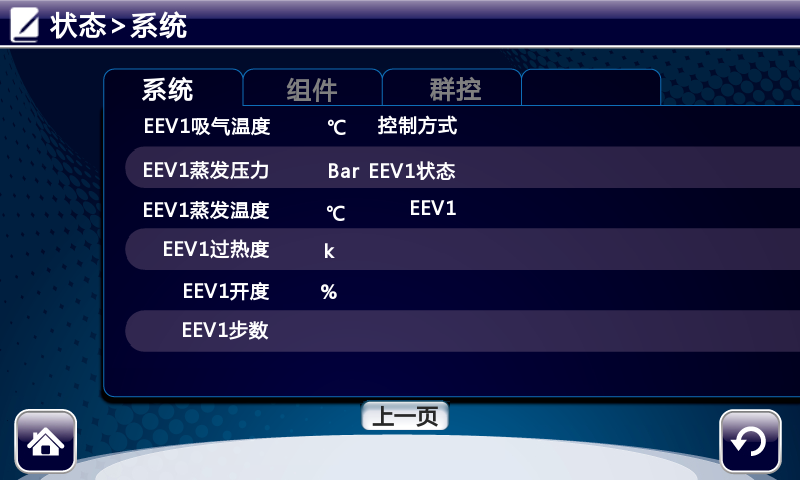 状态>系统
系统 组件 群控
EEV1吸气温度 ℃ 控制方式
EEV1蒸发压力 Bar EEV1状态
EEV1蒸发温度 ℃ EEV1
EEV1过热度 k
EEV1开度 %
EEV1步数
上一页